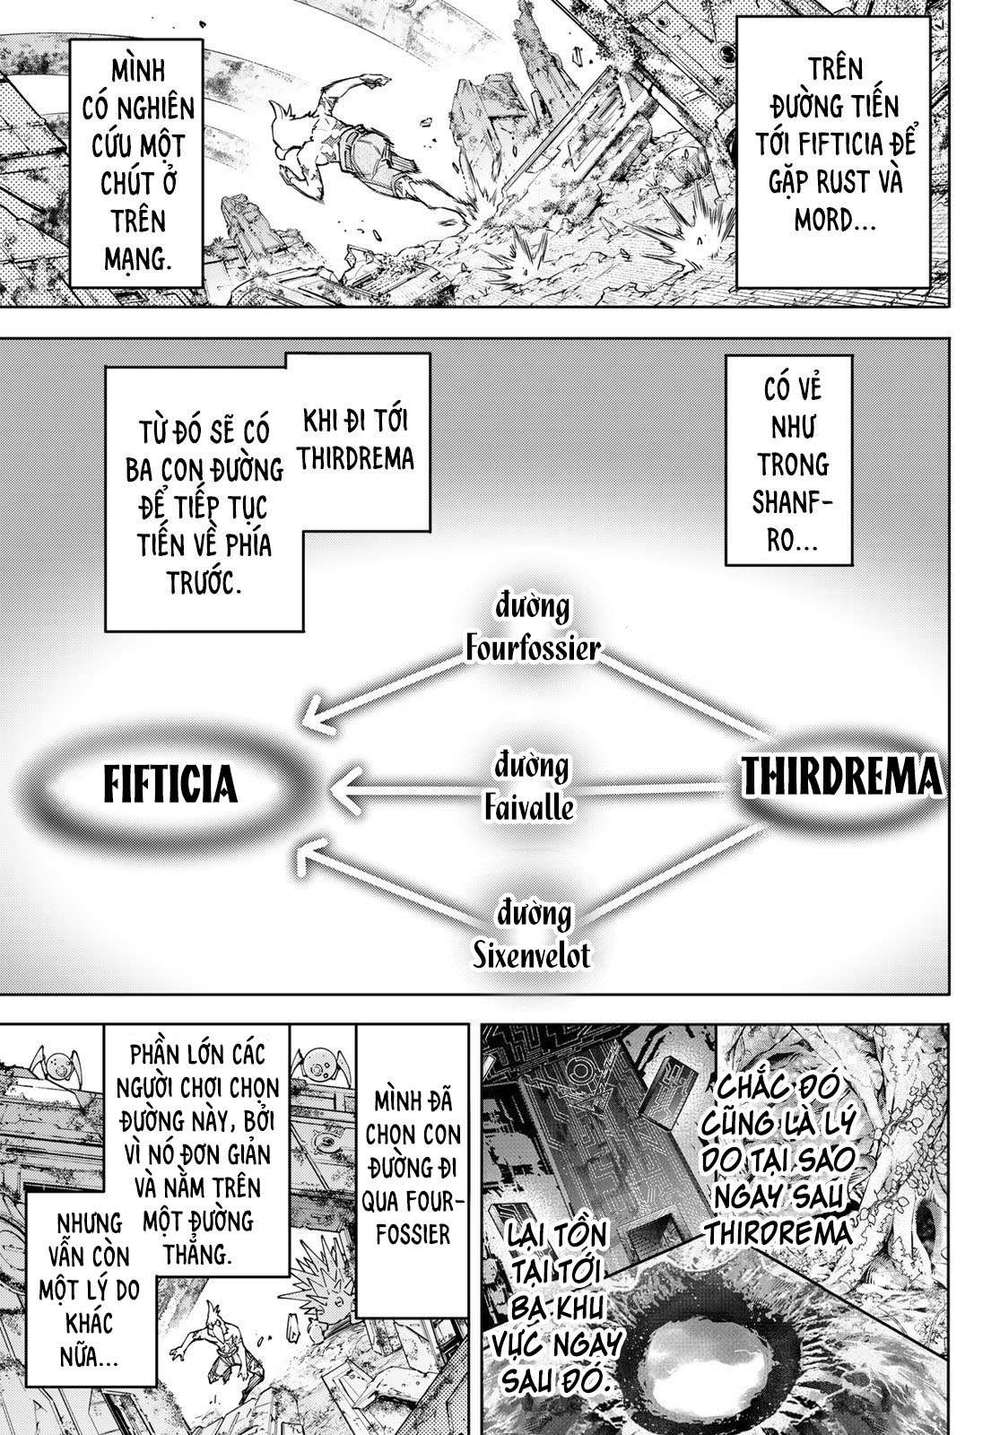 TRÊN
ĐƯỜNG TIẾN
TỚI FIFTICIA ĐỂ
GẶP RUST VÀ
MORD...
MÌNH
CÓ NGHIÊN
CỨU MỘT
CHÚT Ở
TRÊN
MẠNG.
CÓ VẺ
NHƯ
TRONG
SHANF-
RO...
KHI ĐI TỚI
THIRDREMA
TỪ ĐÓ SẼ CÓ
BA CON ĐƯỜNG
ĐỂ TIẾP TỤC
TIẾN VỀ PHÍA
TRƯỚC.
đường
Fourfossier
THIRDREMA
đường
Faivalle
FIFTICIA
đường
Sixenvelot
CHẮC ĐÓ
CŨNG LÀ LÝ
DO TẠI SAO
NGAY SAU
THIRDREMA
LẠI TỒN
TẠI TỚI
BA KHU
VỰC NGAY
SAU ĐÓ.
MÌNH ĐÃ
CHỌN CON
ĐƯỜNG ĐI
QUA FOUR-
FOSSIER
PHẦN LỚN CÁC
NGƯỜI CHƠI CHỌN
ĐƯỜNG NÀY, BỞI
VÌ NÓ ĐƠN GIẢN
VÀ NẰM TRÊN
MỘT ĐƯỜNG
THẲNG.
NHƯNG
VẪN CÒN
MỘT LÝ DO
KHÁC
NỮA...